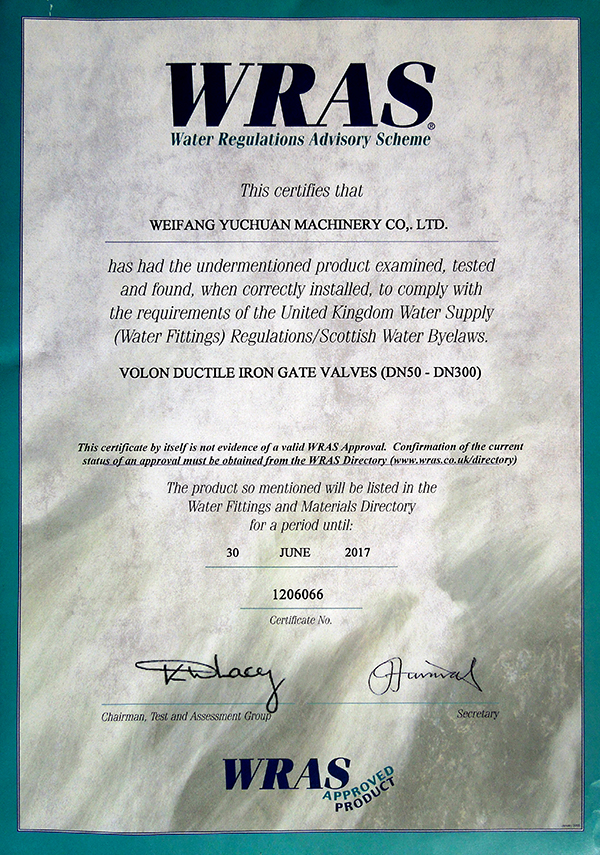 WRAS®
Water Regulations Advisory Scheme
This certifies that
WEIFANG YUCHUAN MACHINERY CO,. LTD.
has had the undermentioned product examined, tested
and found, when correctly installed, to comply with
the requirements of the United Kingdom Water Supply
(Water Fittings) Regulations/Scottish Water Byelaws.
VOLON DUCTILE IRON GATE VALVES (DN50 - DN300)
This certificate by itself is not evidence of a valid WRAS Approval. Confirmation of the current
status of an approval must be obtained from the WRAS Directory (www.wras.co.uk/directory)
The product so mentioned will be listed in the
Water Fittings and Materials Directory
for a period until:
30 JUNE 2017
1206066
Certificate No.
Chairman, Test and Assessment Group
Secretary
WRAS
APPROVED
PRODUCT